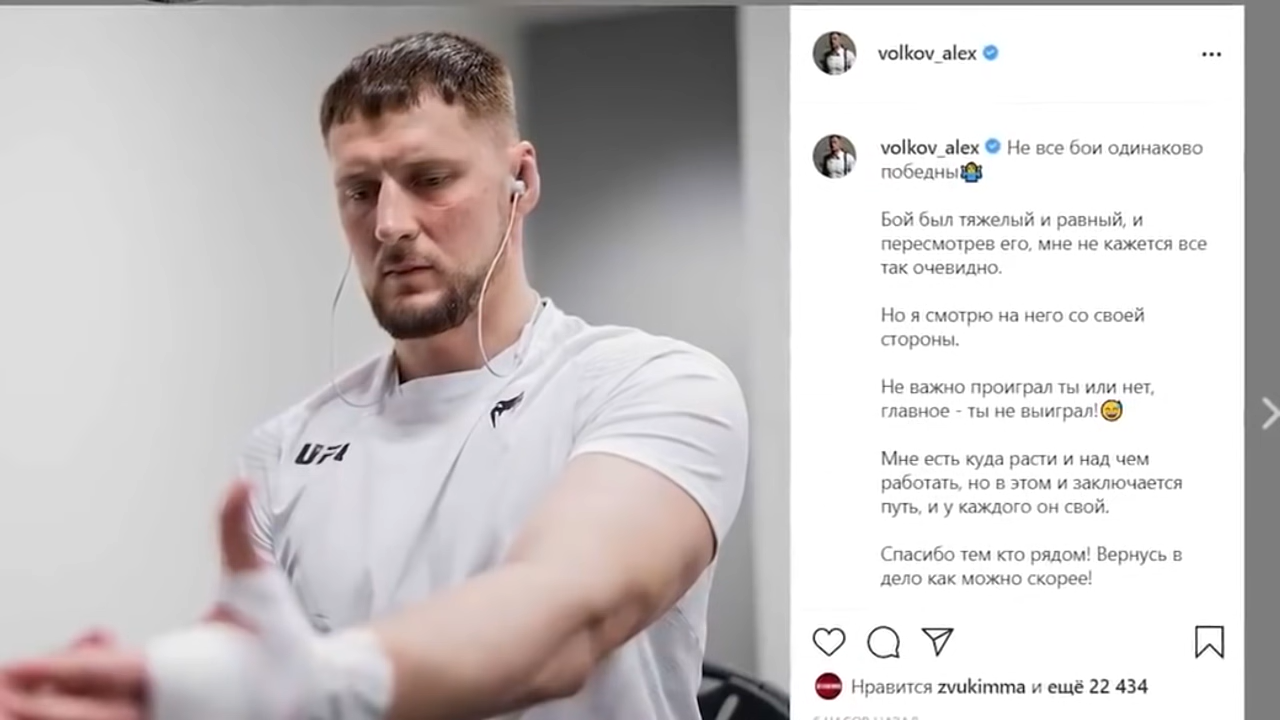 volkov_alex
volkov_alex Не все бои одинаково
победны🤷‍♂️
Бой был тяжелый и равный, и
пересмотрев его, мне не кажется все
так очевидно.
Но я смотрю на него со своей
стороны.
Не важно проиграл ты или нет,
главное - ты не выиграл!😅
Мне есть куда расти и над чем
работать, но в этом и заключается
путь, и у каждого он свой.
Спасибо тем кто рядом! Вернусь в
дело как можно скорее!
Нравится zvukimma и ещё 22 434
UFC